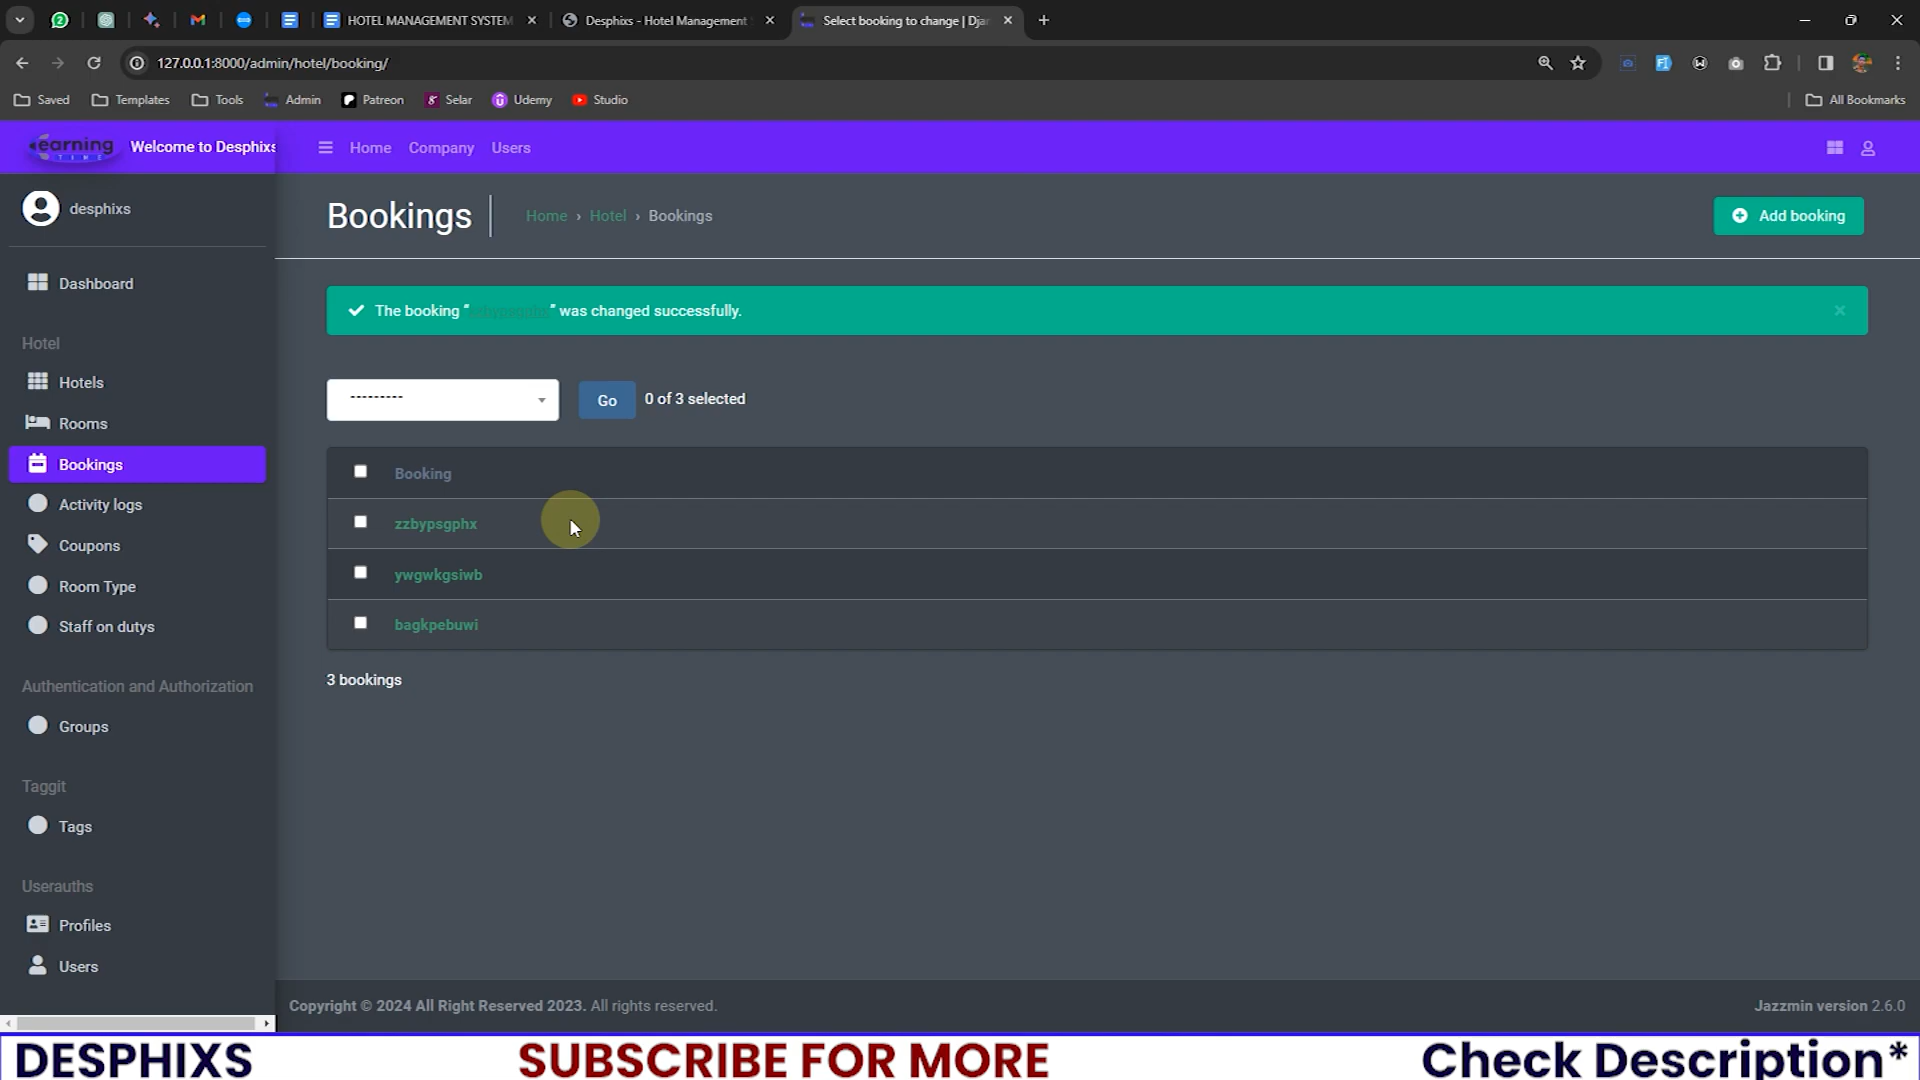 HOTEL MANAGEMENT SYSTEM
Desphixs - Hotel Management
Select booking to change | Dja
127.0.0.1:8000/admin/hotel/booking/
Saved
Templates
Tools
Admin
Patreon
Selar
Udemy
Studio
All Bookmarks
earning
TIME
Welcome to Desphixs
Home
Company
Users
desphixs
Bookings
Home › Hotel › Bookings
Add booking
The booking “ ” was changed successfully.
---------
Go
0 of 3 selected
Booking
zzbypsgphx
ywgwkgsiwb
bagkpebuwi
3 bookings
Dashboard
Hotel
Hotels
Rooms
Bookings
Activity logs
Coupons
Room Type
Staff on dutys
Authentication and Authorization
Groups
Taggit
Tags
Userauths
Profiles
Users
Copyright © 2024 All Right Reserved 2023. All rights reserved.
Jazzmin version 2.6.0
DESPHIXS
SUBSCRIBE FOR MORE
Check Description*